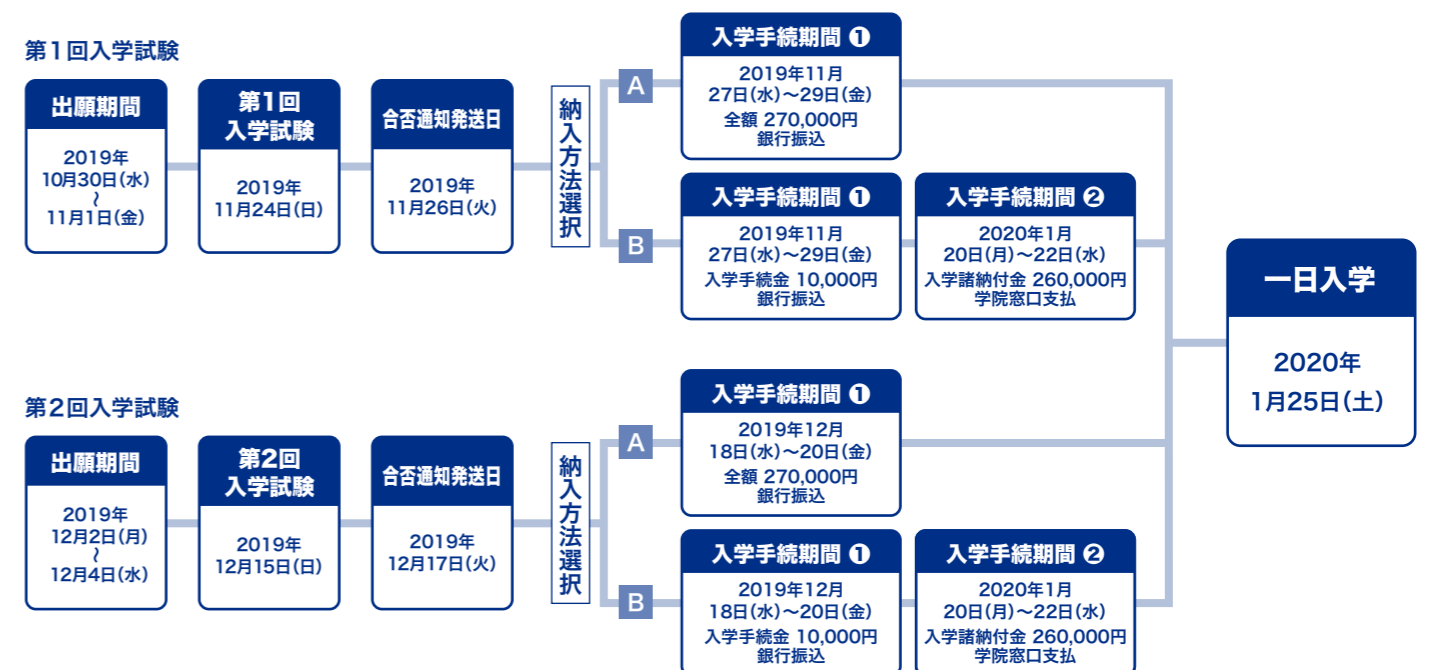 第1回入学試験
出願期間
2019年
10月30日(水)
〜
11月1日(金)
第1回
入学試験
2019年
11月24日(日)
合否通知発送日
2019年
11月26日(火)
納入方法選択
A
入学手続期間 ❶
2019年11月
27日(水)〜29日(金)
全額 270,000円
銀行振込
B
入学手続期間 ❶
2019年11月
27日(水)〜29日(金)
入学手続金 10,000円
銀行振込
入学手続期間 ❷
2020年1月
20日(月)〜22日(水)
入学諸納付金 260,000円
学院窓口支払
第2回入学試験
出願期間
2019年
12月2日(月)
〜
12月4日(水)
第2回
入学試験
2019年
12月15日(日)
合否通知発送日
2019年
12月17日(火)
納入方法選択
A
入学手続期間 ❶
2019年12月
18日(水)〜20日(金)
全額 270,000円
銀行振込
B
入学手続期間 ❶
2019年12月
18日(水)〜20日(金)
入学手続金 10,000円
銀行振込
入学手続期間 ❷
2020年1月
20日(月)〜22日(水)
入学諸納付金 260,000円
学院窓口支払
一日入学
2020年
1月25日(土)